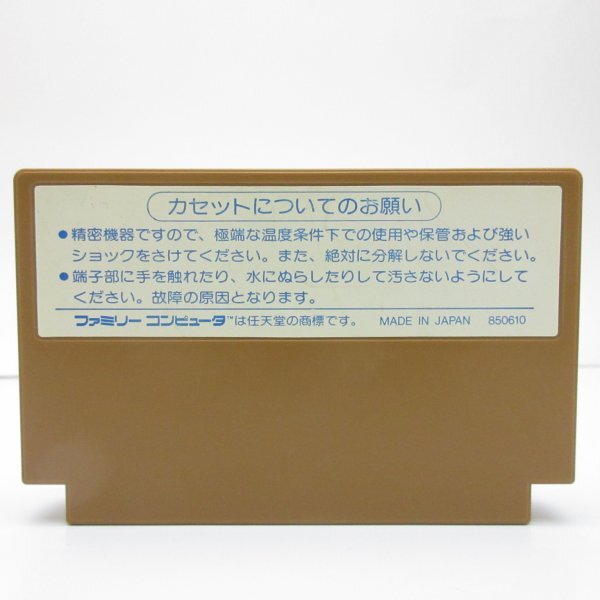 カセットについてのお願い
●精密機器ですので、極端な温度条件下での使用や保管および強い
ショックをさけてください。また、絶対に分解しないでください。
●端子部に手を触れたり、水にぬらしたりして汚さないようにして
ください。故障の原因となります。
ファミリー コンピュータ™は任天堂の商標です。 MADE IN JAPAN 850610